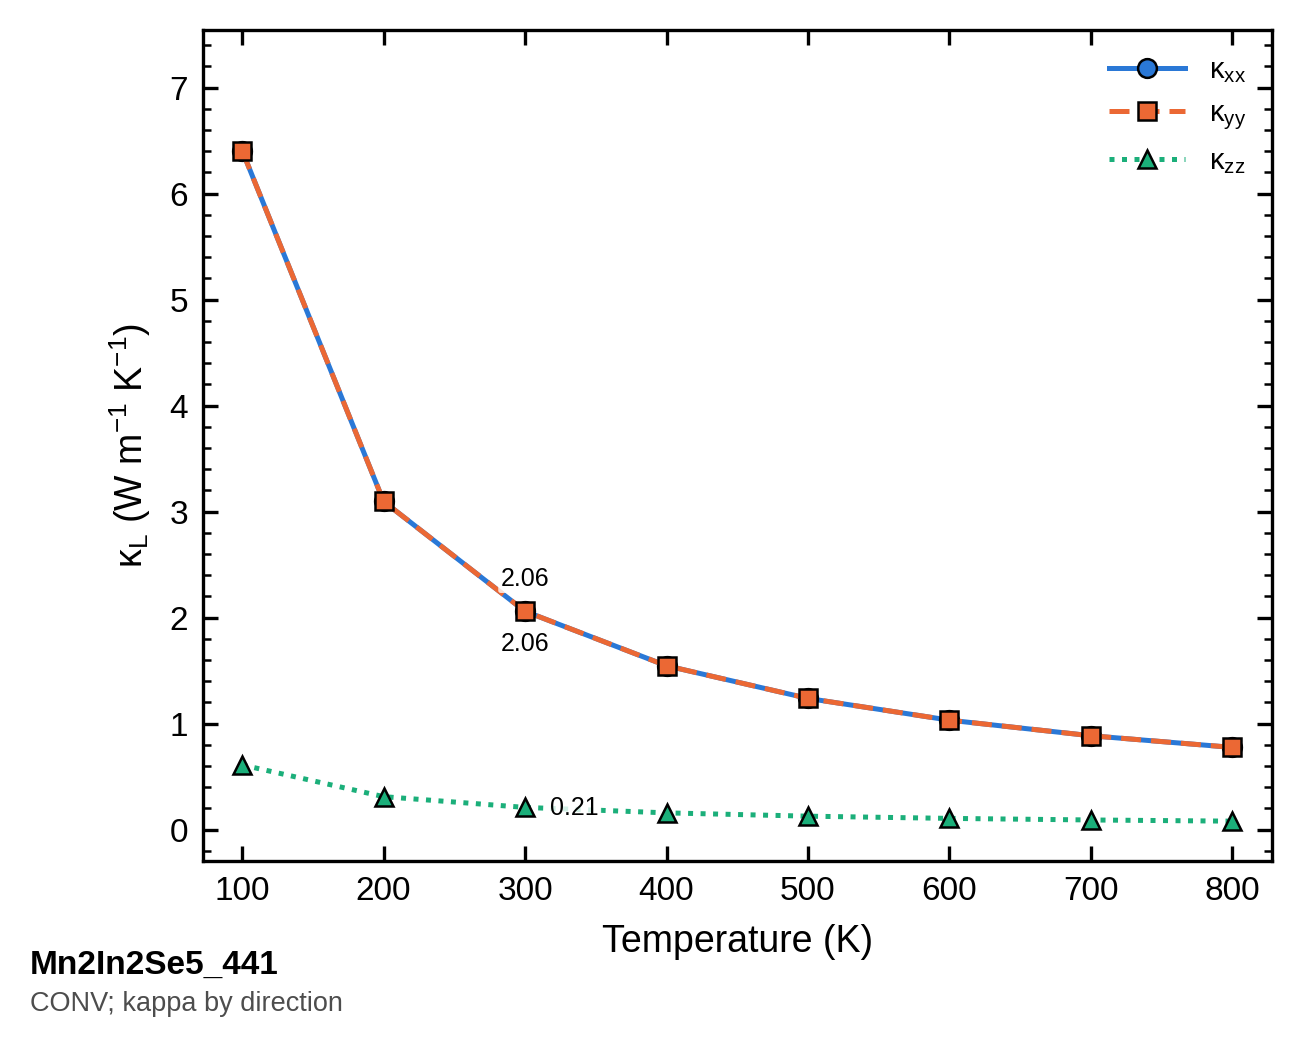 κxx
κyy
κzz
7
6
5
4
3
2
1
0
κL (W m−1 K−1)
2.06
2.06
0.21
100 200 300 400 500 600 700 800
Temperature (K)
Mn2In2Se5_441
CONV; kappa by direction